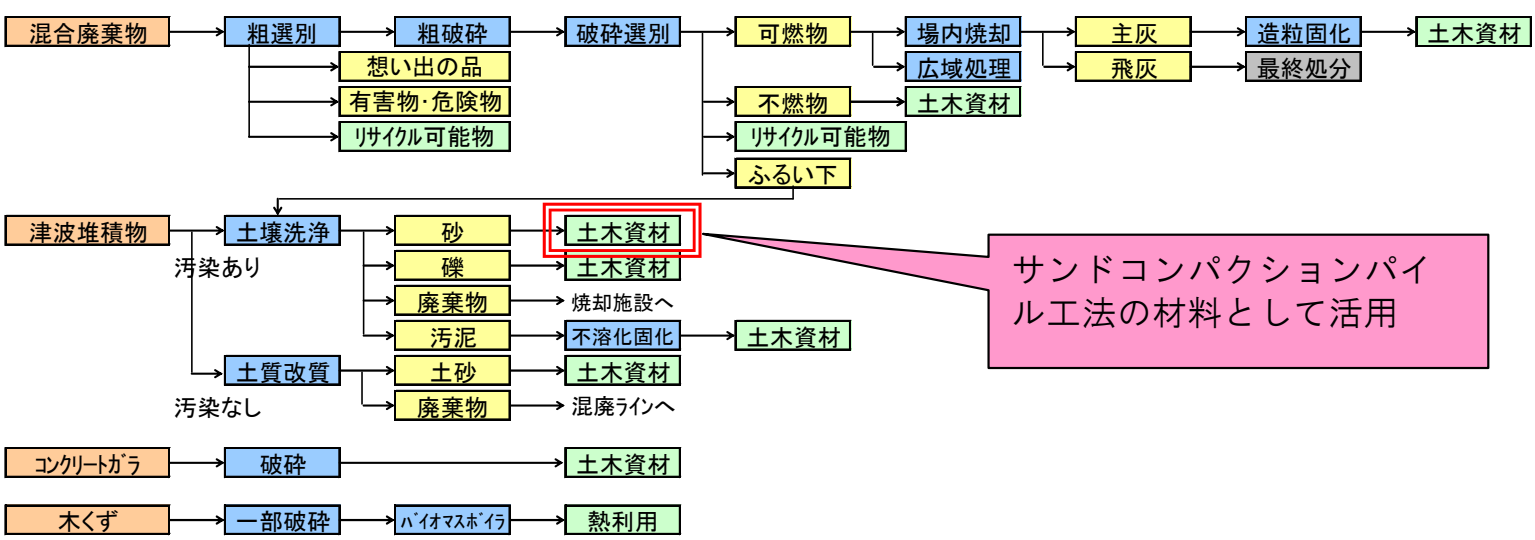 混合廃棄物 粗選別 粗破砕 破砕選別 可燃物 場内焼却 主灰 造粒固化 土木資材
想い出の品 広域処理 飛灰 最終処分
有害物・危険物 不燃物 土木資材
ﾘｻｲｸﾙ可能物 ﾘｻｲｸﾙ可能物
ふるい下
津波堆積物 土壌洗浄 砂 土木資材
汚染あり 礫 土木資材
廃棄物 焼却施設へ
汚泥 不溶化固化 土木資材
土質改質 土砂 土木資材
汚染なし 廃棄物 混廃ﾗｲﾝへ
サンドコンパクションパイ
ル工法の材料として活用
ｺﾝｸﾘｰﾄｶﾞﾗ 破砕 土木資材
木くず 一部破砕 ﾊﾞｲｵﾏｽﾎﾞｲﾗ 熱利用